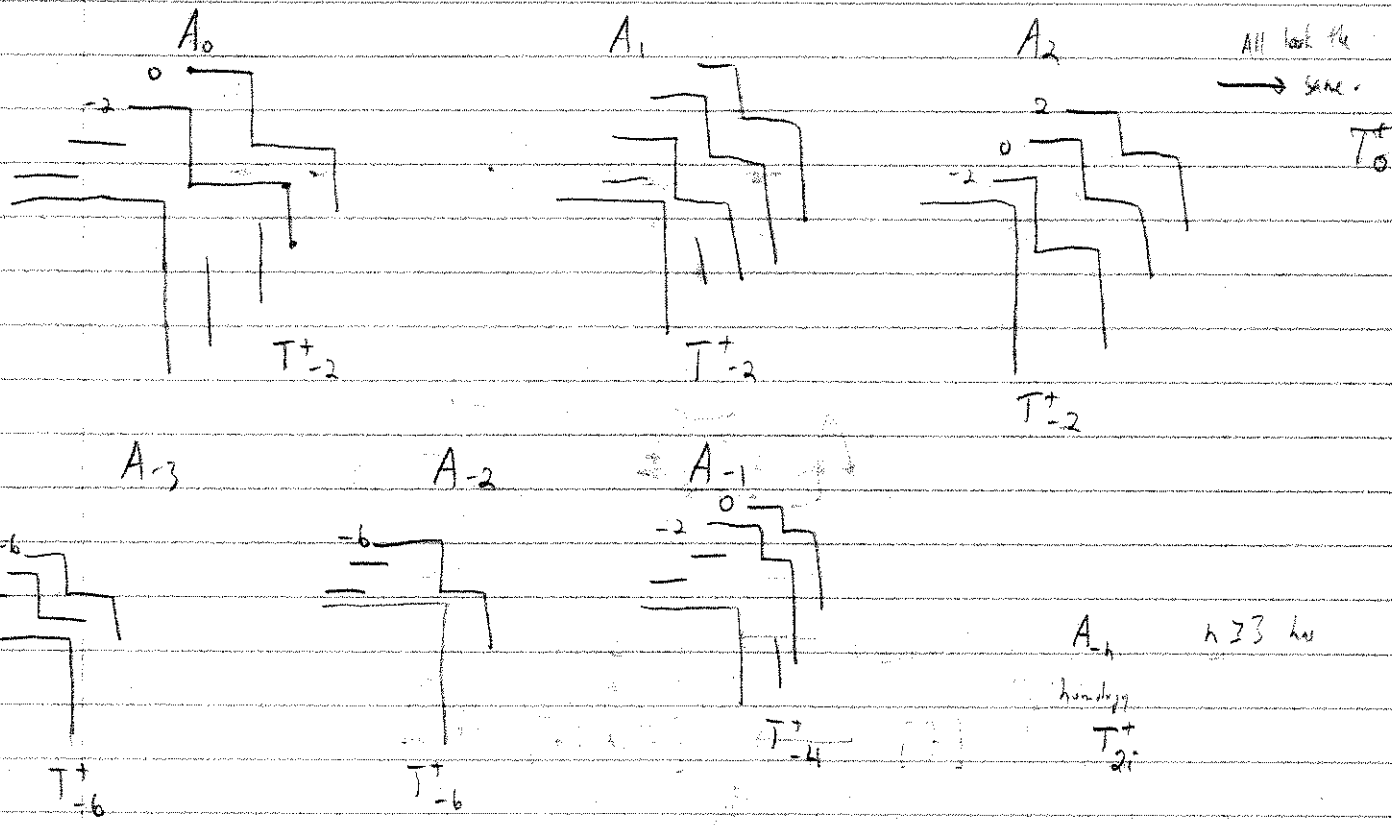 A₀ A₁ A₂ All look the
→ same.
0
-2
2
0
-2
T⁺₀
T⁺₋₂ T⁺₋₂ T⁺₋₂
A₋₃ A₋₂ A₋₁
-6 -6 0
-2
A₋ₕ h ≥ 3 has
homology
T⁺₋₆ T⁺₋₆ T⁺₋₄